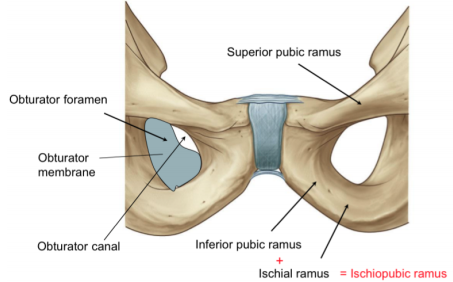 Superior pubic ramus
Obturator foramen
Obturator
membrane
Obturator canal
Inferior pubic ramus
+
Ischial ramus = Ischiopubic ramus